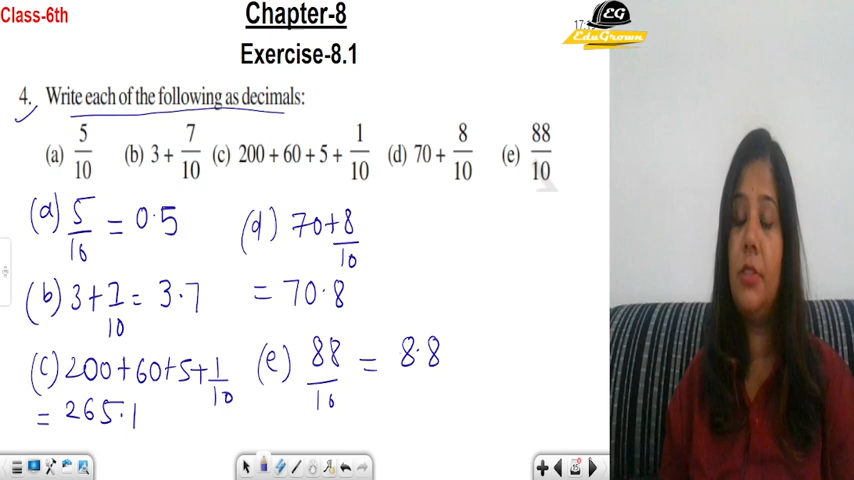 Class-6th
Chapter-8
Exercise-8.1
EG
EduGrown
4. Write each of the following as decimals:
(a) 5/10 (b) 3 + 7/10 (c) 200 + 60 + 5 + 1/10 (d) 70 + 8/10 (e) 88/10
(a) 5/10 = 0.5
(b) 3 + 7/10 = 3.7
(c) 200+60+5+1/10
= 265.1
(d) 70+8/10
= 70.8
(e) 88/10 = 8.8